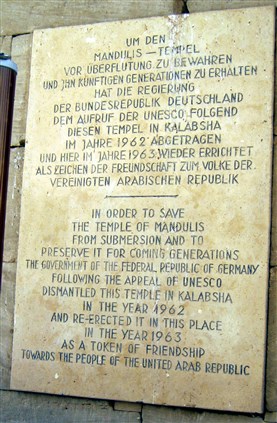 UM DEN
MANDULIS-TEMPEL
VOR ÜBERFLUTUNG ZU BEWAHREN
UND IHN KÜNFTIGEN GENERATIONEN ZU ERHALTEN
HAT DIE REGIERUNG
DER BUNDESREPUBLIK DEUTSCHLAND
DEM AUFRUF DER UNESCO FOLGEND
DIESEN TEMPEL IN KALABSHA
IM JAHRE 1962 ABGETRAGEN
UND HIER IM JAHRE 1963 WIEDER ERRICHTET
ALS ZEICHEN DER FREUNDSCHAFT ZUM VOLKE DER
VEREINIGTEN ARABISCHEN REPUBLIK
IN ORDER TO SAVE
THE TEMPLE OF MANDULIS
FROM SUBMERSION AND TO
PRESERVE IT FOR COMING GENERATIONS
THE GOVERNMENT OF THE FEDERAL REPUBLIC OF GERMANY
FOLLOWING THE APPEAL OF UNESCO
DISMANTLED THIS TEMPLE IN KALABSHA
IN THE YEAR 1962
AND RE-ERECTED IT IN THIS PLACE
IN THE YEAR 1963
AS A TOKEN OF FRIENDSHIP
TOWARDS THE PEOPLE OF THE UNITED ARAB REPUBLIC